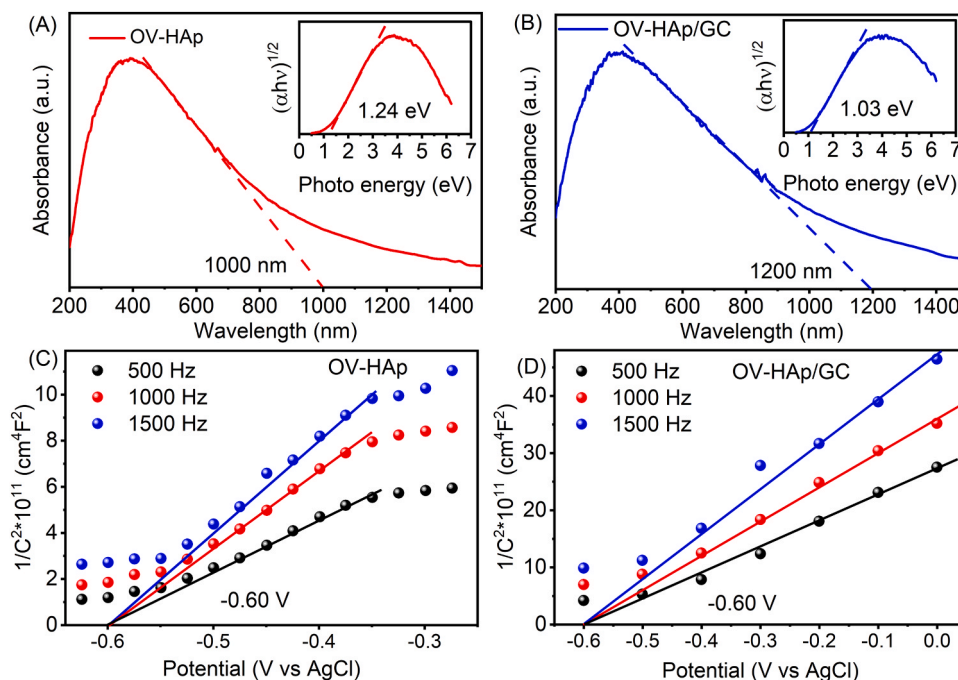 (A)
OV-HAp
Absorbance (a.u.)
(αhν)1/2
1.24 eV
0 1 2 3 4 5 6 7
Photo energy (eV)
1000 nm
200 400 600 800 1000 1200 1400
Wavelength (nm)
(B)
OV-HAp/GC
Absorbance (a.u.)
(αhν)1/2
1.03 eV
0 1 2 3 4 5 6 7
Photo energy (eV)
1200 nm
200 400 600 800 1000 1200 1400
Wavelength (nm)
(C)
500 Hz
1000 Hz
1500 Hz
OV-HAp
1/C2*1011 (cm4F2)
10
8
6
4
2
0
-0.60 V
-0.6 -0.5 -0.4 -0.3
Potential (V vs AgCl)
(D)
500 Hz
1000 Hz
1500 Hz
OV-HAp/GC
1/C2*1011 (cm4F2)
40
30
20
10
0
-0.60 V
-0.6 -0.5 -0.4 -0.3 -0.2 -0.1 0.0
Potential (V vs AgCl)